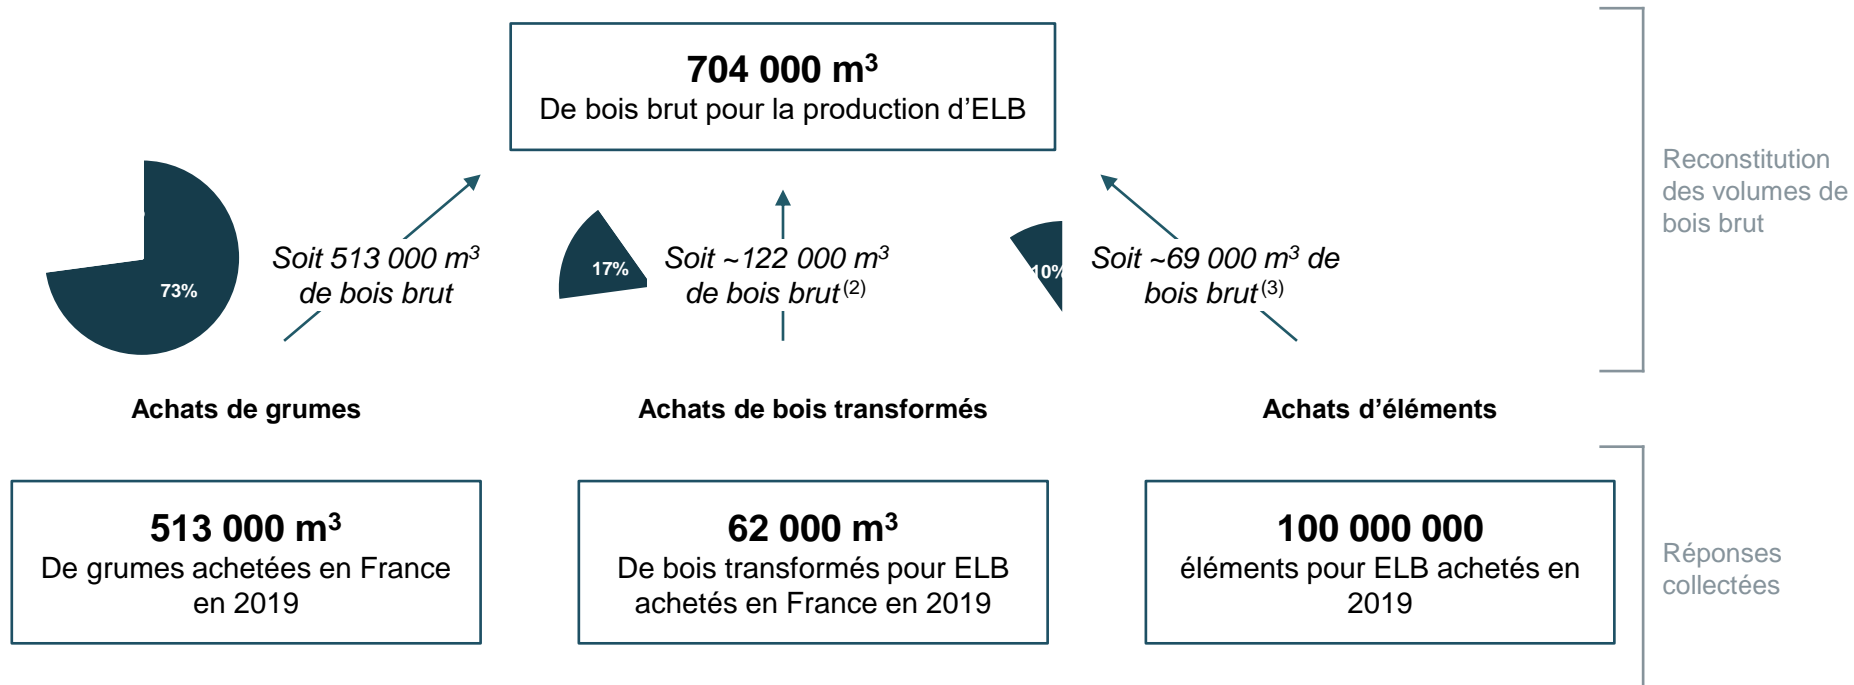 704 000 m³
De bois brut pour la production d'ELB
Reconstitution
des volumes de
bois brut
73%
Soit 513 000 m³
de bois brut
17%
Soit ~122 000 m³
de bois brut (2)
10%
Soit ~69 000 m³ de
bois brut (3)
Achats de grumes
Achats de bois transformés
Achats d'éléments
513 000 m³
De grumes achetées en France
en 2019
62 000 m³
De bois transformés pour ELB
achetés en France en 2019
100 000 000
éléments pour ELB achetés en
2019
Réponses
collectées